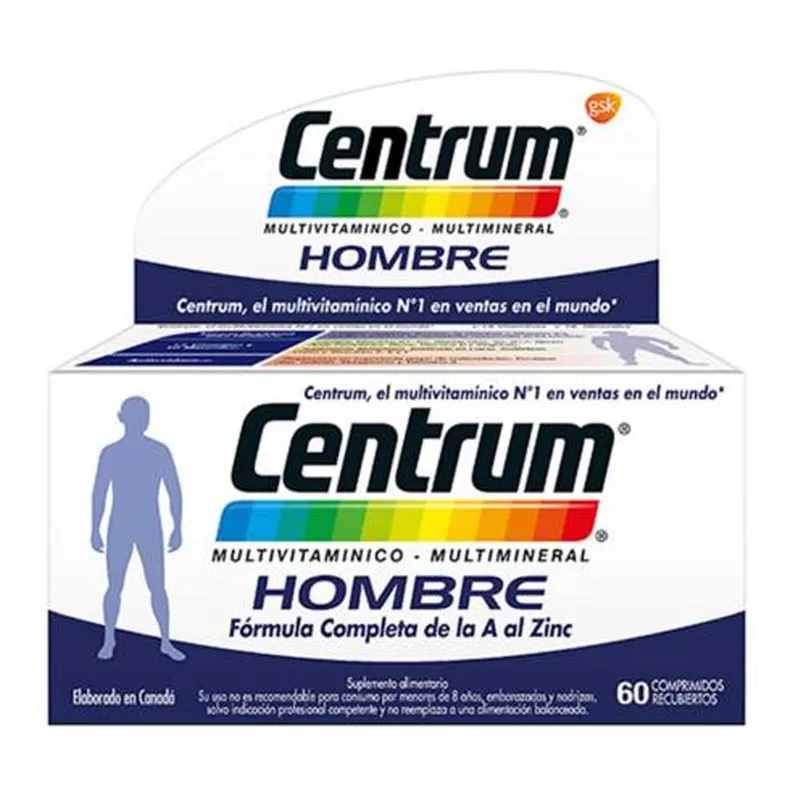 gsk
Centrum®
®
MULTIVITAMINICO - MULTIMINERAL
HOMBRE
Centrum, el multivitamínico N°1 en ventas en el mundo*
Centrum, el multivitamínico N°1 en ventas en el mundo*
Centrum®
®
MULTIVITAMINICO - MULTIMINERAL
HOMBRE
Fórmula Completa de la A al Zinc
Elaborado en Canadá
Suplemento alimentario
Su uso no es recomendable para consumo por menores de 8 años, embarazadas y nodrizas,
salvo indicación profesional competente y no reemplaza a una alimentación balanceada.
60 COMPRIMIDOS
RECUBIERTOS